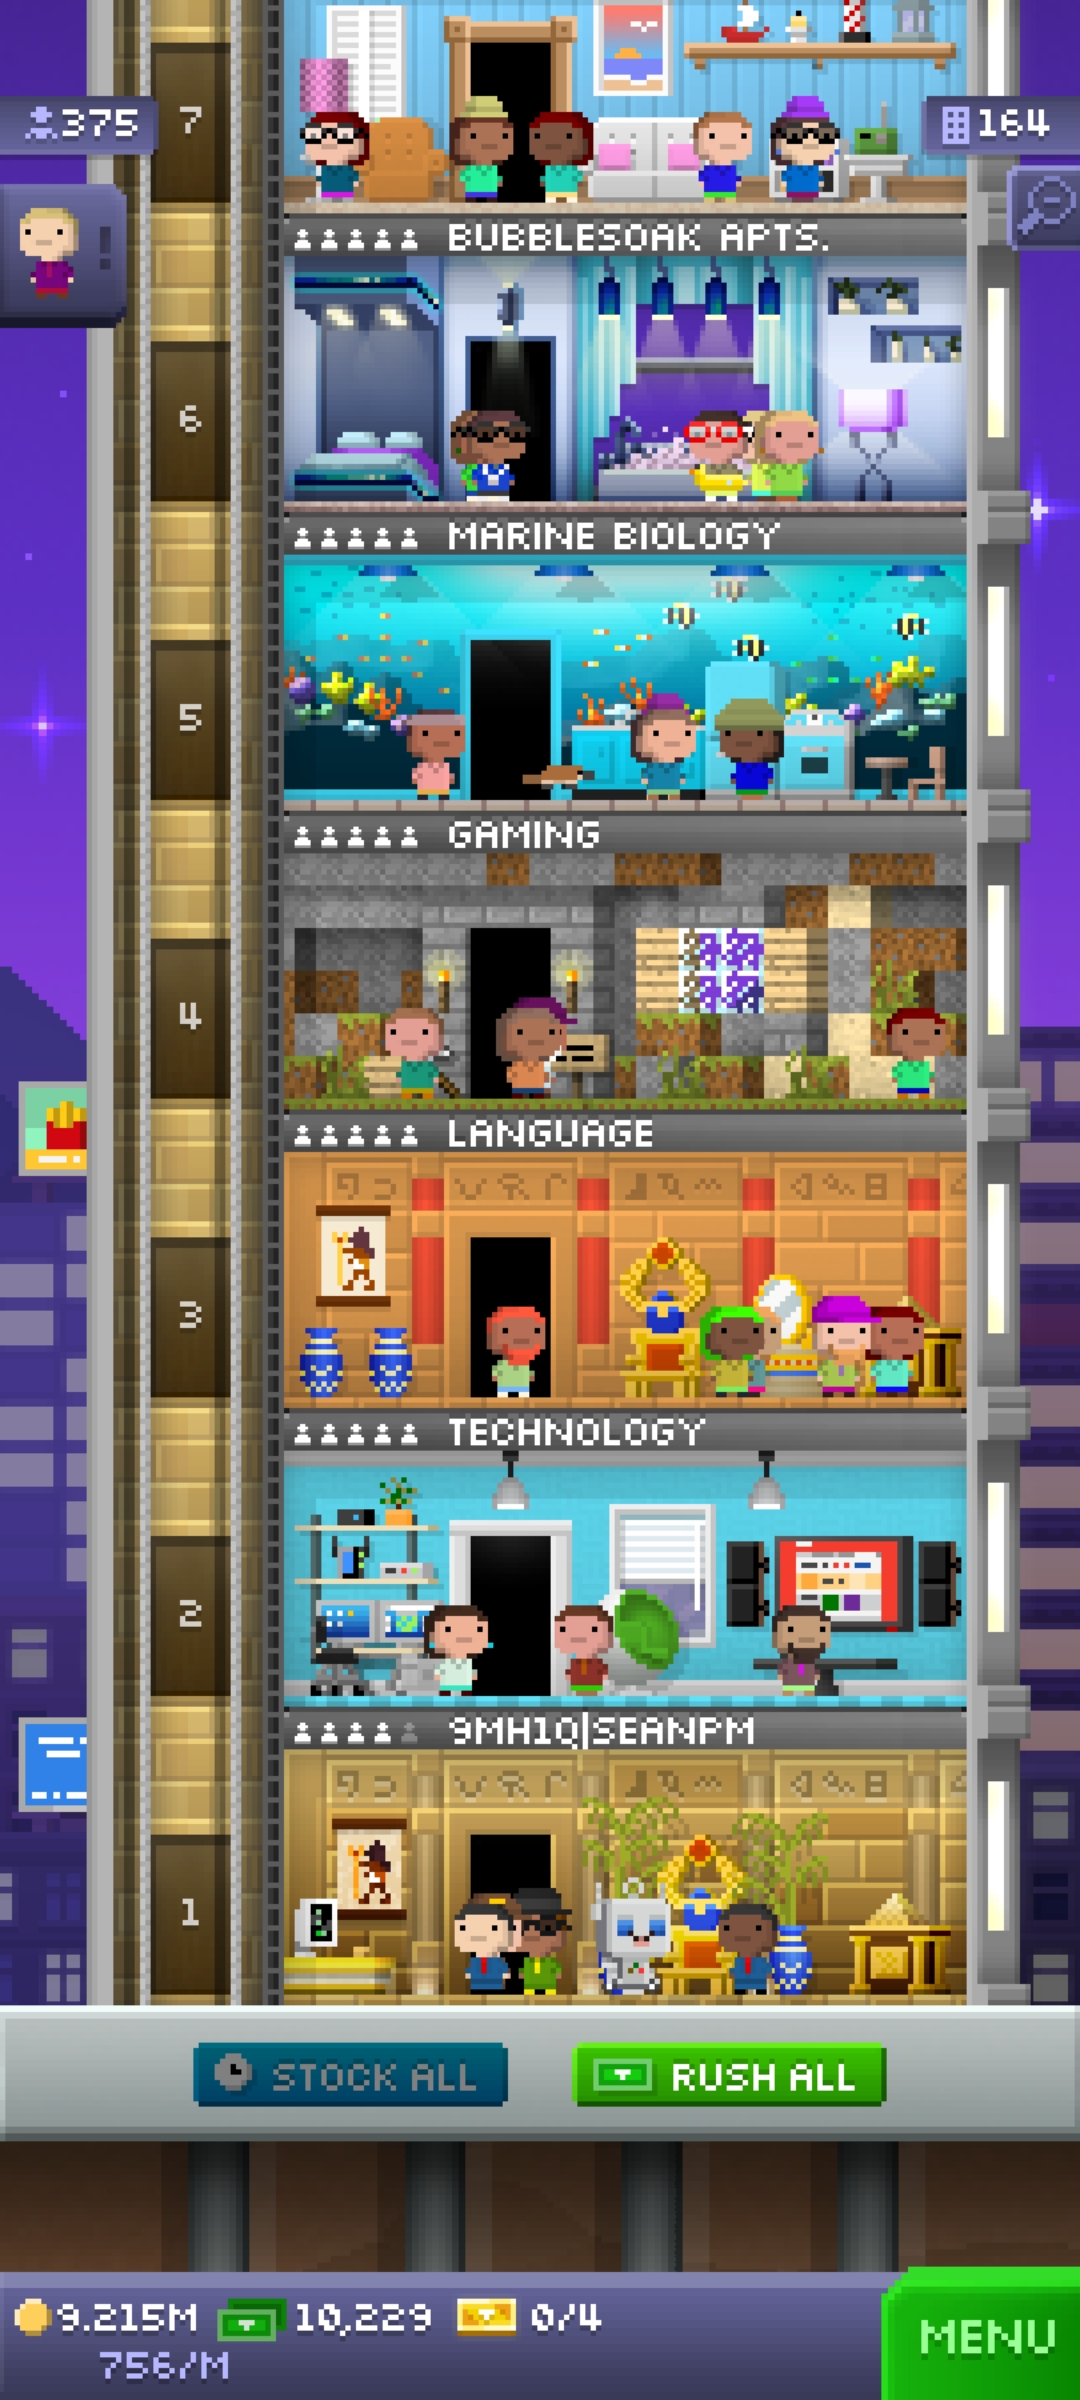 7
375
164
!
BUBBLESOAK APTS.
6
MARINE BIOLOGY
5
GAMING
4
LANGUAGE
3
TECHNOLOGY
2
9MH1Q|SEANPM
1
STOCK ALL
RUSH ALL
9.215M
10,229
0/4
756/M
MENU